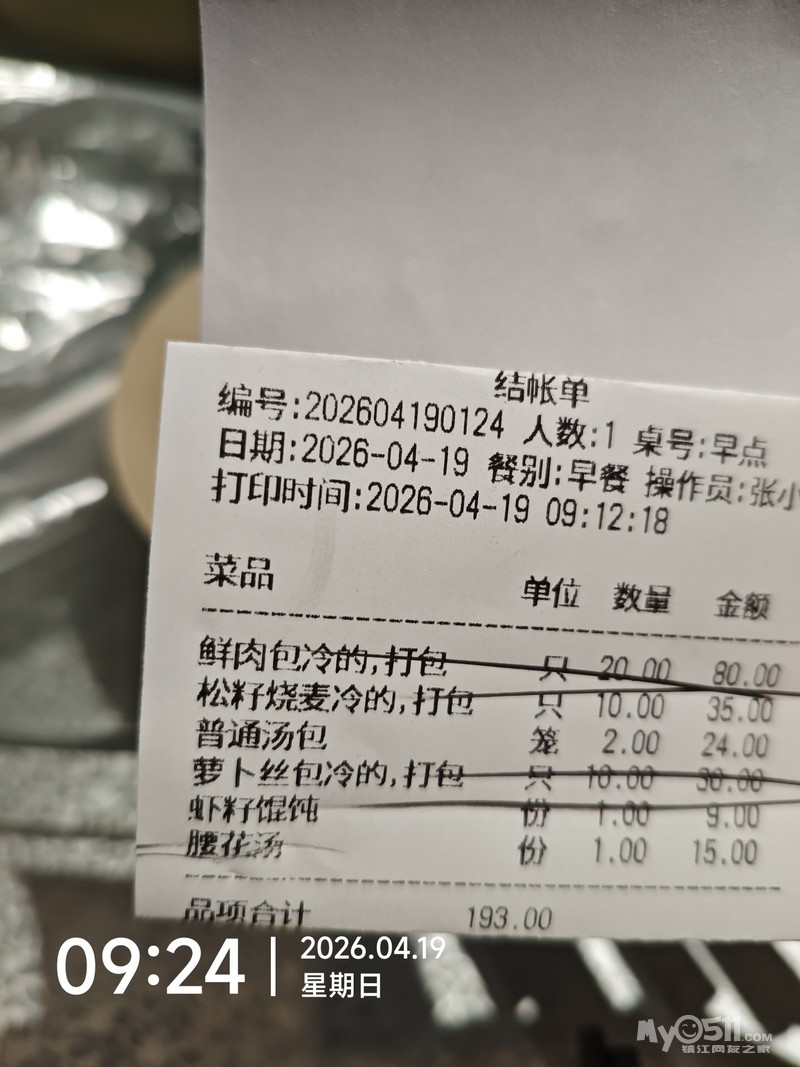 结帐单
编号:202604190124 人数:1 桌号:早点
日期:2026-04-19 餐别:早餐 操作员:张小
打印时间:2026-04-19 09:12:18
菜品 单位 数量 金额
鲜肉包冷的,打包 只 20.00 80.00
松籽烧麦冷的,打包 只 10.00 35.00
普通汤包 笼 2.00 24.00
萝卜丝包冷的,打包 只 10.00 30.00
虾籽馄饨 份 1.00 9.00
腰花汤 份 1.00 15.00
品项合计 193.00
09:24 2026.04.19
星期日
My0511.COM
镇江网友之家